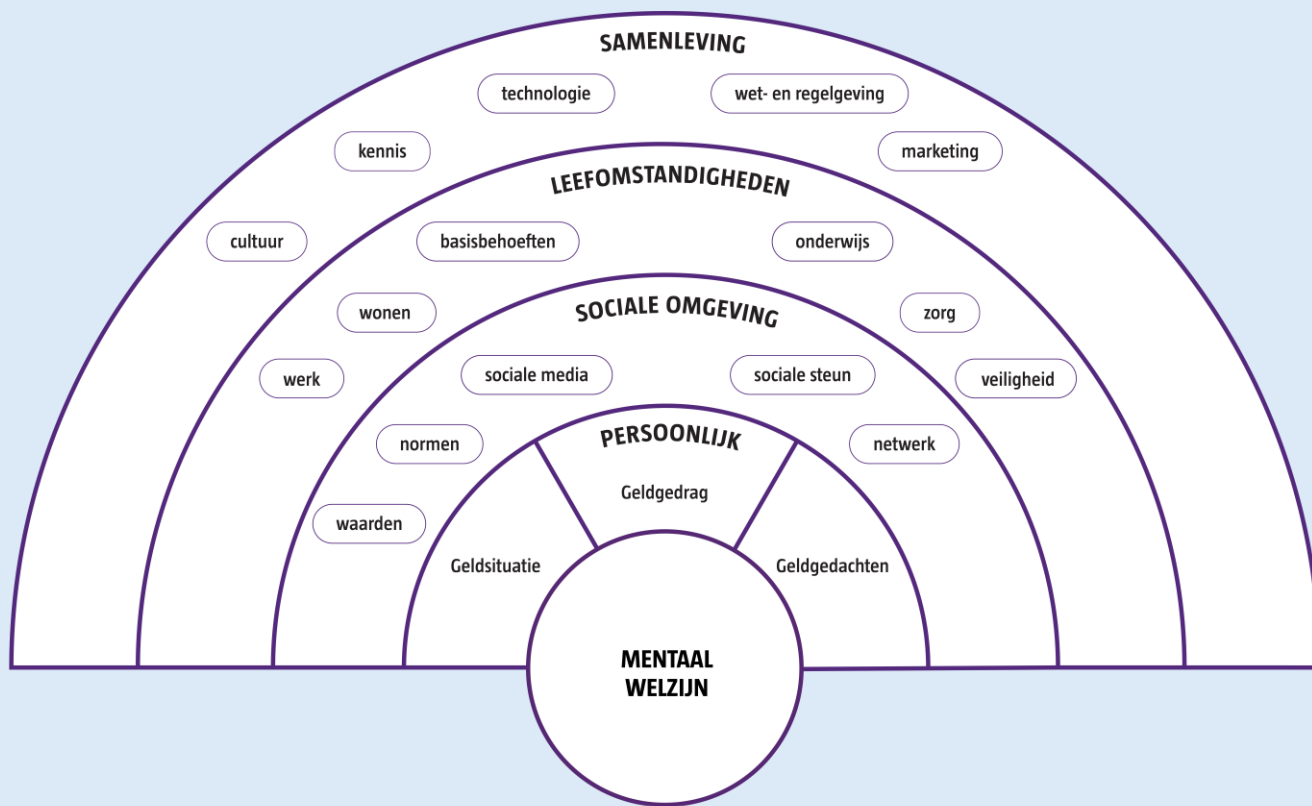 SAMENLEVING
technologie
wet- en regelgeving
kennis
marketing
cultuur
LEEFOMSTANDIGHEDEN
basisbehoeften
onderwijs
wonen
zorg
werk
veiligheid
SOCIALE OMGEVING
sociale media
sociale steun
normen
netwerk
waarden
PERSOONLIJK
Geldgedrag
Geldsituatie
Geldgedachten
MENTAAL
WELZIJN